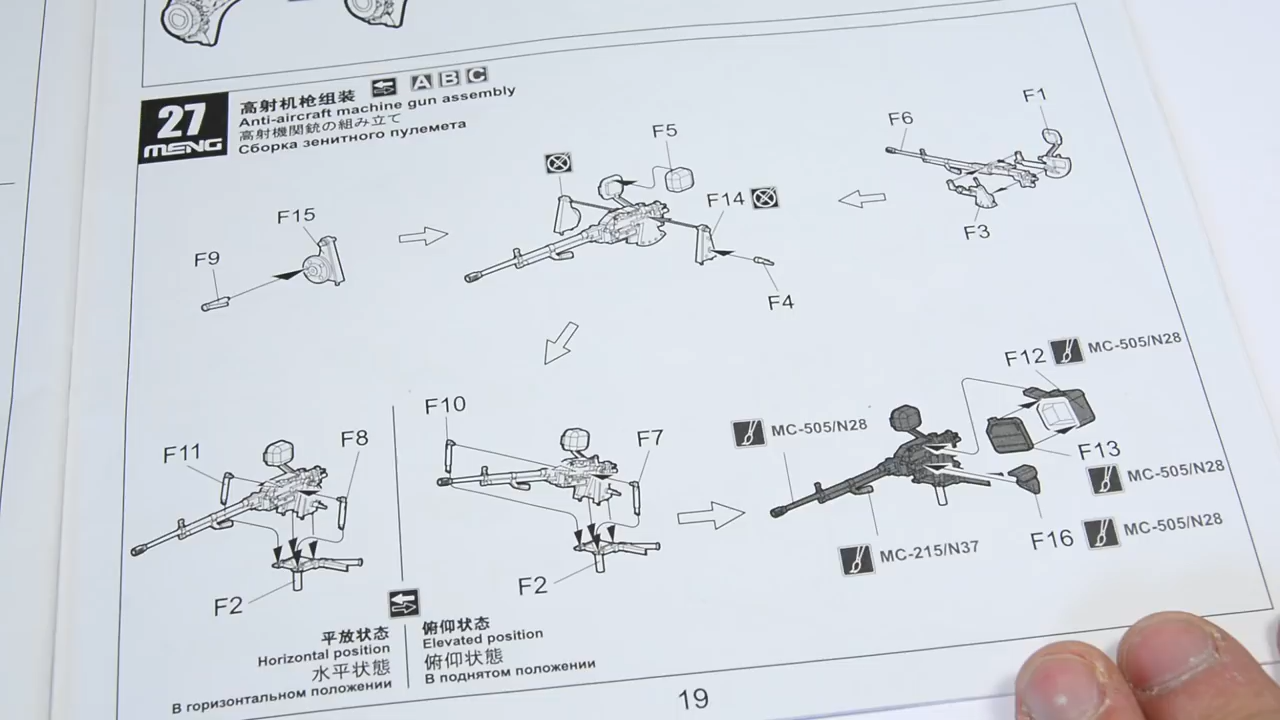 27
MENG
高射机枪组装
A B C
Anti-aircraft machine gun assembly
高射機関銃の組み立て
Сборка зенитного пулемета
F1
F6
F5
F14
F3
F15
F9
F4
F12
MC-505/N28
F10
F11
F8
F7
MC-505/N28
F13
MC-505/N28
F16
MC-505/N28
MC-215/N37
F2
F2
平放状态
Horizontal position
水平状態
В горизонтальном положении
俯仰状态
Elevated position
俯仰状態
В поднятом положении
19